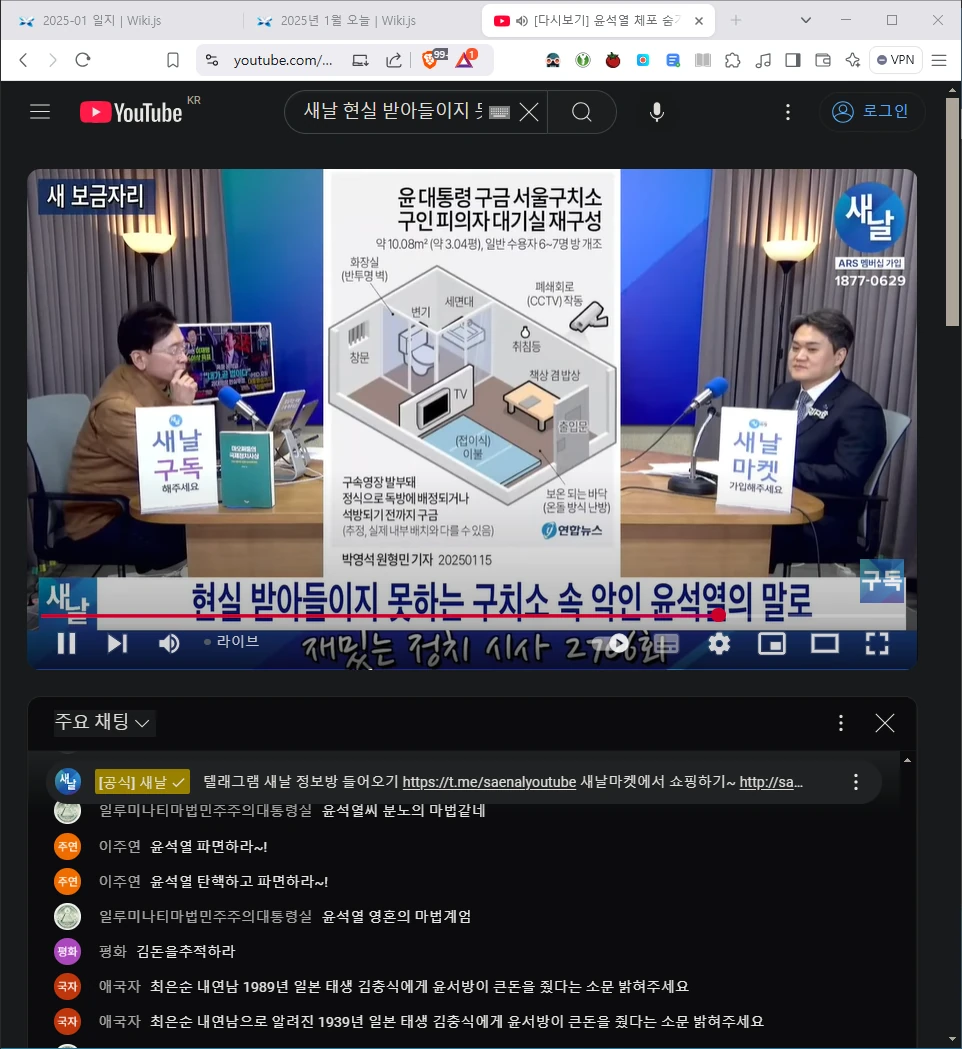 2025-01 일지 | Wiki.js
2025년 1월 오늘 | Wiki.js
[다시보기] 윤석열 체포 숨
youtube.com/...
99-
1
VPN
YouTube KR
새날 현실 받아들이지 못
로그인
새 보금자리
윤 대통령 구금 서울구치소
구인 피의자 대기실 재구성
약 10.08m² (약 3.04평), 일반 수용자 6~7명 방 개조
화장실
(반투명 벽)
변기
세면대
폐쇄회로
(CCTV) 작동
창문
취침등
TV
책상 겸 밥상
출입문
(접이식)
이불
보온 되는 바닥
(온돌 방식 난방)
구속영장 발부돼
정식으로 독방에 배정되거나
석방되기 전까지 구금
(추정, 실제 내부 배치와 다를 수 있음)
연합뉴스
박영석 원형민 기자 20250115
새날
ARS 멤버십 가입
1877-0629
새날
구독
해주세요
새날
마켓
가입해주세요
구독
새날
현실 받아들이지 못하는 구치소 속 악인 윤석열의 말로
라이브
재밌는 정치 시사 2706회
주요 채팅
새날
[공식] 새날 ✓ 텔래그램 새날 정보방 들어오기 https://t.me/saenalyoutube 새날마켓에서 쇼핑하기~ http://sa...
일루미나티마법민주주의대통령실 윤석열씨 분노의 마법같네
주연 이주연 윤석열 파면하라~!
주연 이주연 윤석열 탄핵하고 파면하라~!
일루미나티마법민주주의대통령실 윤석열 영혼의 마법계엄
평화 평화 김돈을추적하라
국자 애국자 최은순 내연남 1989년 일본 태생 김충식에게 윤서방이 큰돈을 줬다는 소문 밝혀주세요
국자 애국자 최은순 내연남으로 알려진 1939년 일본 태생 김충식에게 윤서방이 큰돈을 줬다는 소문 밝혀주세요